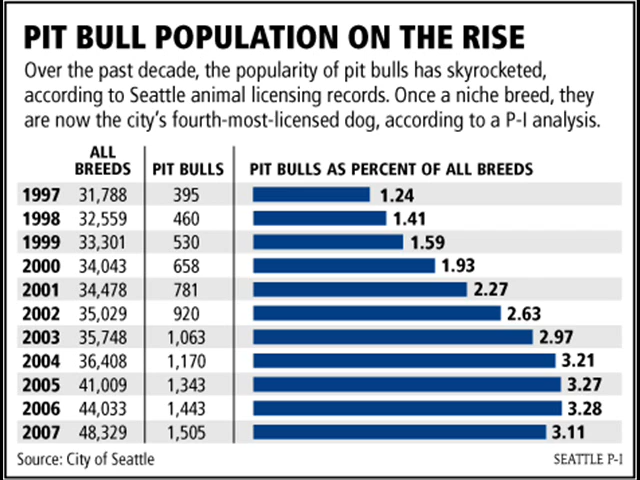 PIT BULL POPULATION ON THE RISE
Over the past decade, the popularity of pit bulls has skyrocketed,
according to Seattle animal licensing records. Once a niche breed, they
are now the city's fourth-most-licensed dog, according to a P-I analysis.
ALL
BREEDS PIT BULLS PIT BULLS AS PERCENT OF ALL BREEDS
1997 31,788 395 1.24
1998 32,559 460 1.41
1999 33,301 530 1.59
2000 34,043 658 1.93
2001 34,478 781 2.27
2002 35,029 920 2.63
2003 35,748 1,063 2.97
2004 36,408 1,170 3.21
2005 41,009 1,343 3.27
2006 44,033 1,443 3.28
2007 48,329 1,505 3.11
Source: City of Seattle SEATTLE P-I